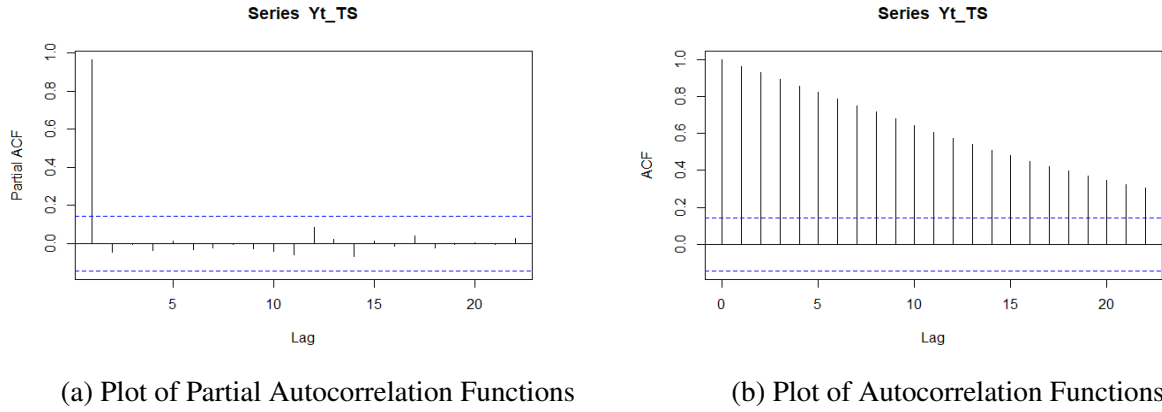 Series Yt_TS
Partial ACF
1.0
0.8
0.6
0.4
0.2
0.0
5
10
15
20
Lag
(a) Plot of Partial Autocorrelation Functions
Series Yt_TS
ACF
1.0
0.8
0.6
0.4
0.2
0.0
0
5
10
15
20
Lag
(b) Plot of Autocorrelation Functions